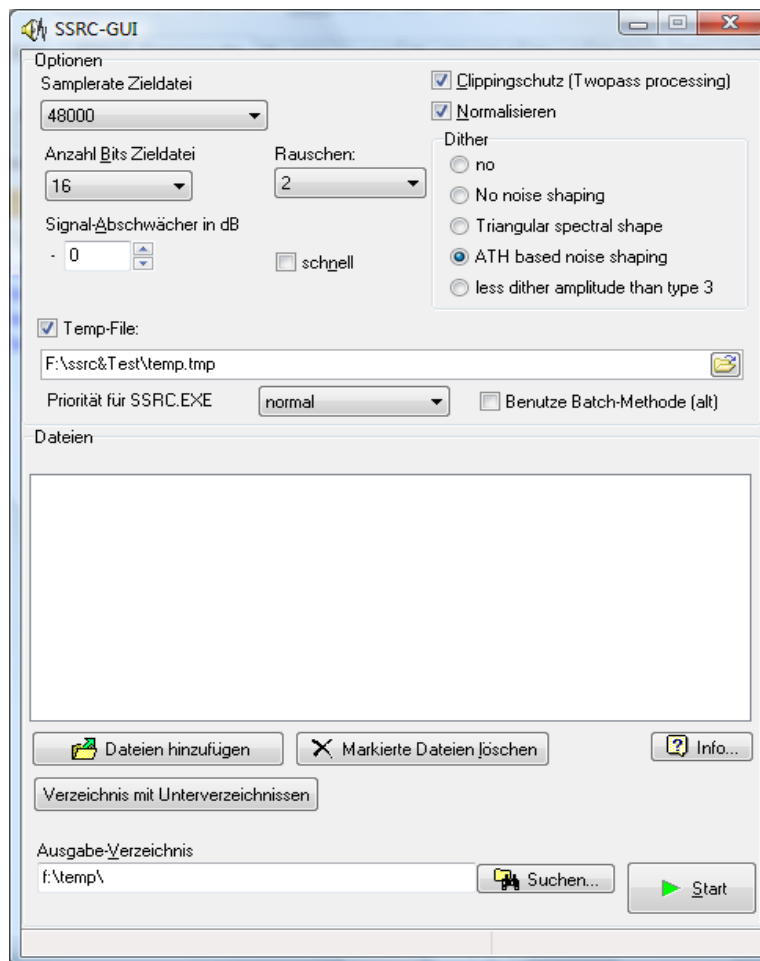 SSRC-GUI
Optionen
Samplerate Zieldatei
48000
Clippingschutz (Twopass processing)
Normalisieren
Anzahl Bits Zieldatei
16
Rauschen:
2
Dither
no
No noise shaping
Triangular spectral shape
ATH based noise shaping
less dither amplitude than type 3
Signal-Abschwächer in dB
- 0
schnell
Temp-File:
F:\ssrc&Test\temp.tmp
Priorität für SSRC.EXE
normal
Benutze Batch-Methode (alt)
Dateien
Dateien hinzufügen
Markierte Dateien löschen
Info...
Verzeichnis mit Unterverzeichnissen
Ausgabe-Verzeichnis
f:\temp\
Suchen...
Start